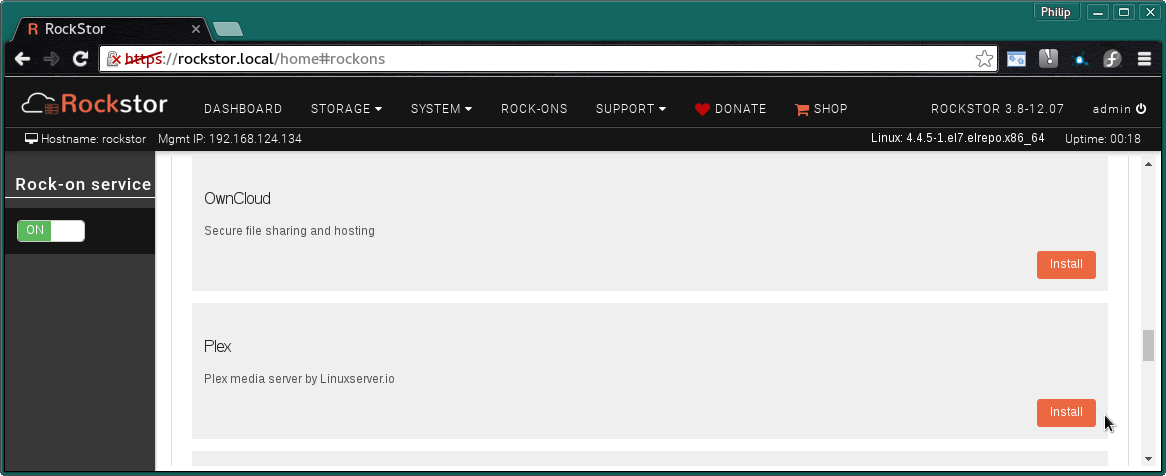 Philip
R RockStor
https://rockstor.local/home#rockons
Rockstor DASHBOARD STORAGE SYSTEM ROCK-ONS SUPPORT DONATE SHOP ROCKSTOR 3.8-12.07 admin
Hostname: rockstor Mgmt IP: 192.168.124.134 Linux: 4.4.5-1.el7.elrepo.x86_64 Uptime: 00:18
Rock-on service
ON
OwnCloud
Secure file sharing and hosting
Install
Plex
Plex media server by Linuxserver.io
Install